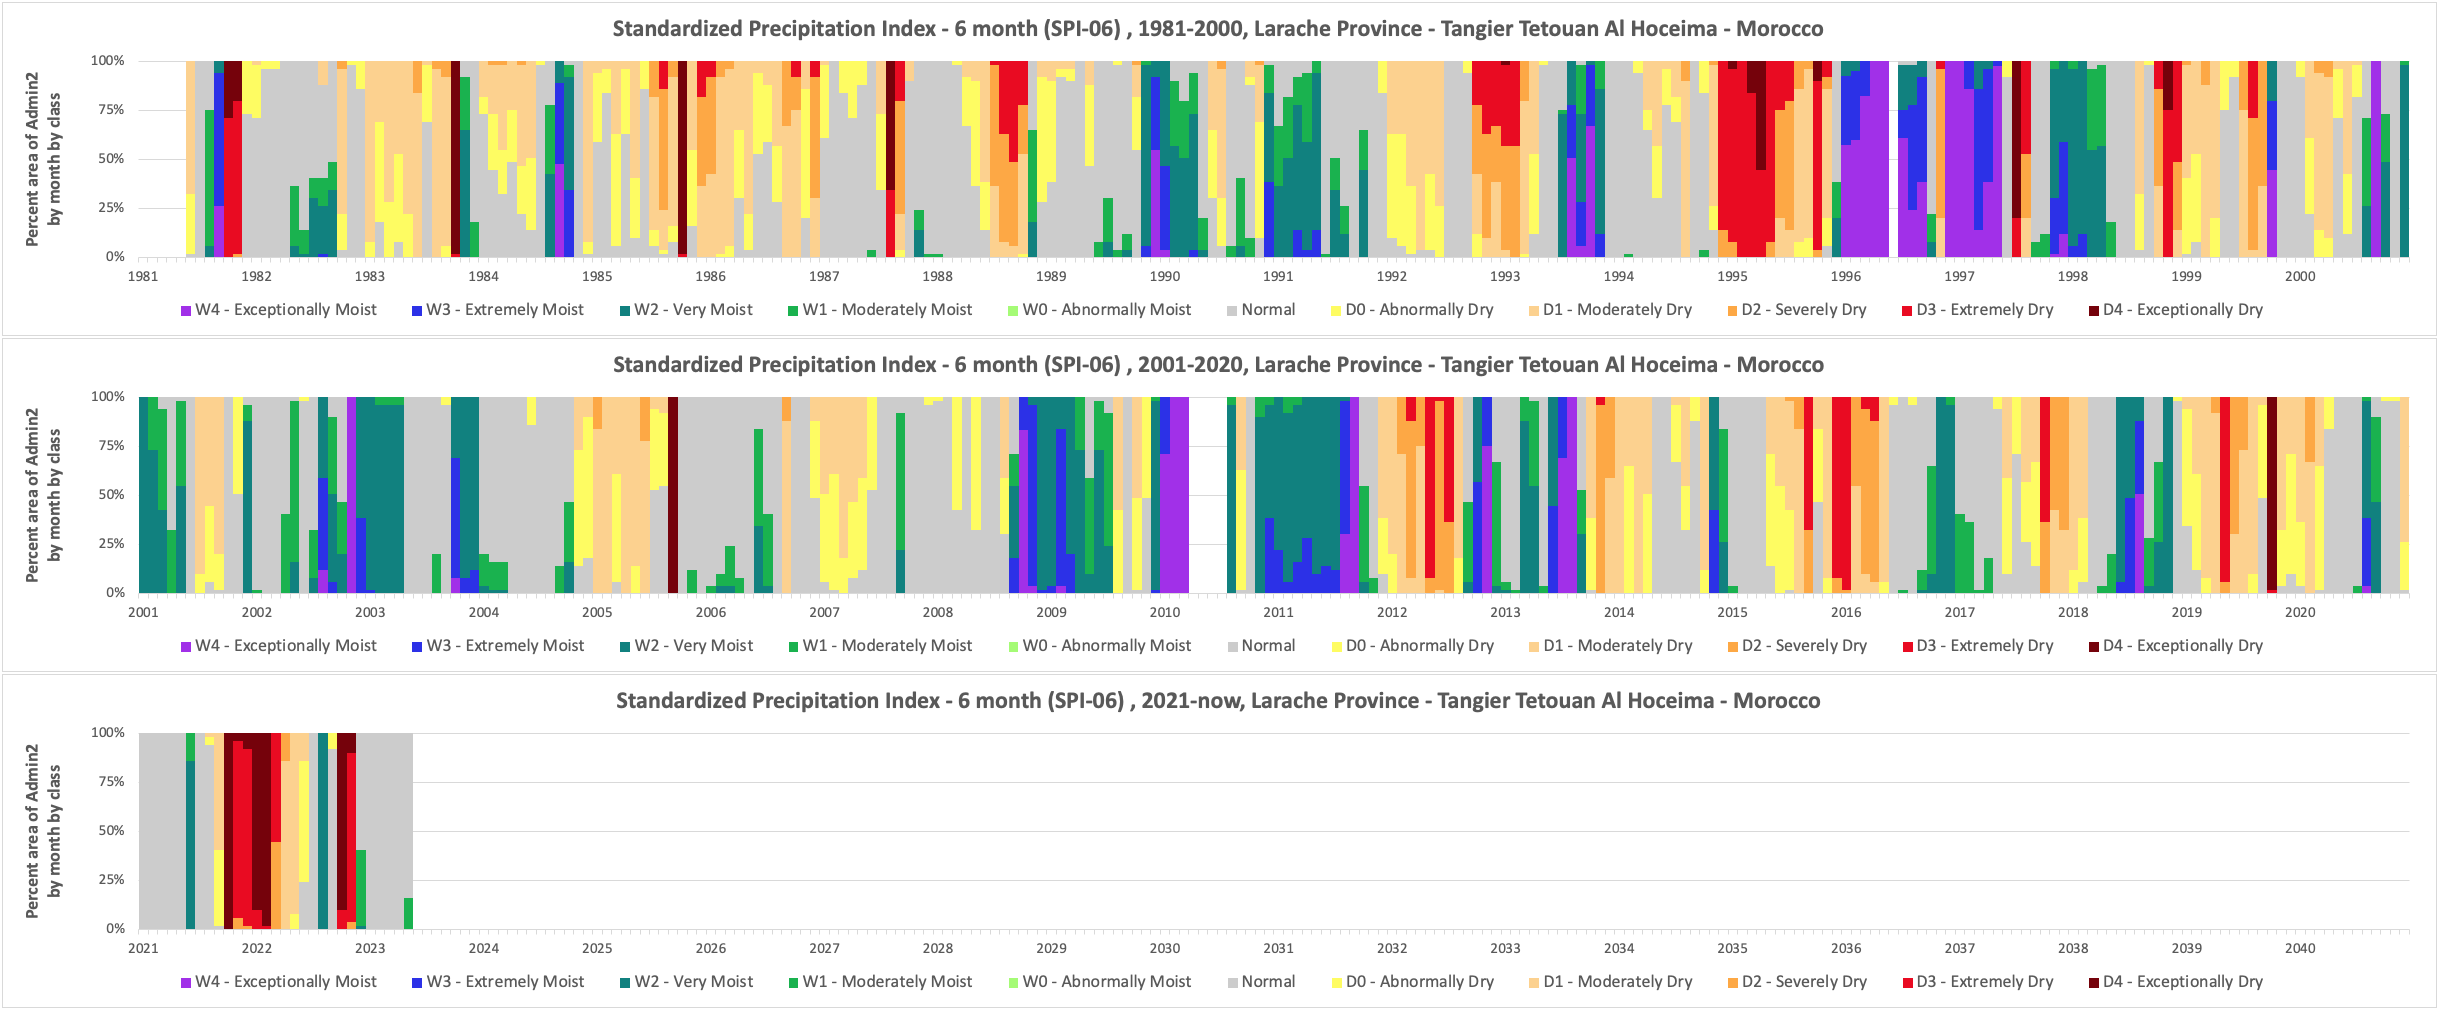 Standardized Precipitation Index - 6 month (SPI-06) , 1981-2000, Larache Province - Tangier Tetouan Al Hoceima - Morocco
Percent area of Admin2
by month by class
100%
75%
50%
25%
0%
1981 1982 1983 1984 1985 1986 1987 1988 1989 1990 1991 1992 1993 1994 1995 1996 1997 1998 1999 2000
W4 - Exceptionally Moist W3 - Extremely Moist W2 - Very Moist W1 - Moderately Moist W0 - Abnormally Moist Normal D0 - Abnormally Dry D1 - Moderately Dry D2 - Severely Dry D3 - Extremely Dry D4 - Exceptionally Dry
Standardized Precipitation Index - 6 month (SPI-06) , 2001-2020, Larache Province - Tangier Tetouan Al Hoceima - Morocco
Percent area of Admin2
by month by class
100%
75%
50%
25%
0%
2001 2002 2003 2004 2005 2006 2007 2008 2009 2010 2011 2012 2013 2014 2015 2016 2017 2018 2019 2020
W4 - Exceptionally Moist W3 - Extremely Moist W2 - Very Moist W1 - Moderately Moist W0 - Abnormally Moist Normal D0 - Abnormally Dry D1 - Moderately Dry D2 - Severely Dry D3 - Extremely Dry D4 - Exceptionally Dry
Standardized Precipitation Index - 6 month (SPI-06) , 2021-now, Larache Province - Tangier Tetouan Al Hoceima - Morocco
Percent area of Admin2
by month by class
100%
75%
50%
25%
0%
2021 2022 2023 2024 2025 2026 2027 2028 2029 2030 2031 2032 2033 2034 2035 2036 2037 2038 2039 2040
W4 - Exceptionally Moist W3 - Extremely Moist W2 - Very Moist W1 - Moderately Moist W0 - Abnormally Moist Normal D0 - Abnormally Dry D1 - Moderately Dry D2 - Severely Dry D3 - Extremely Dry D4 - Exceptionally Dry